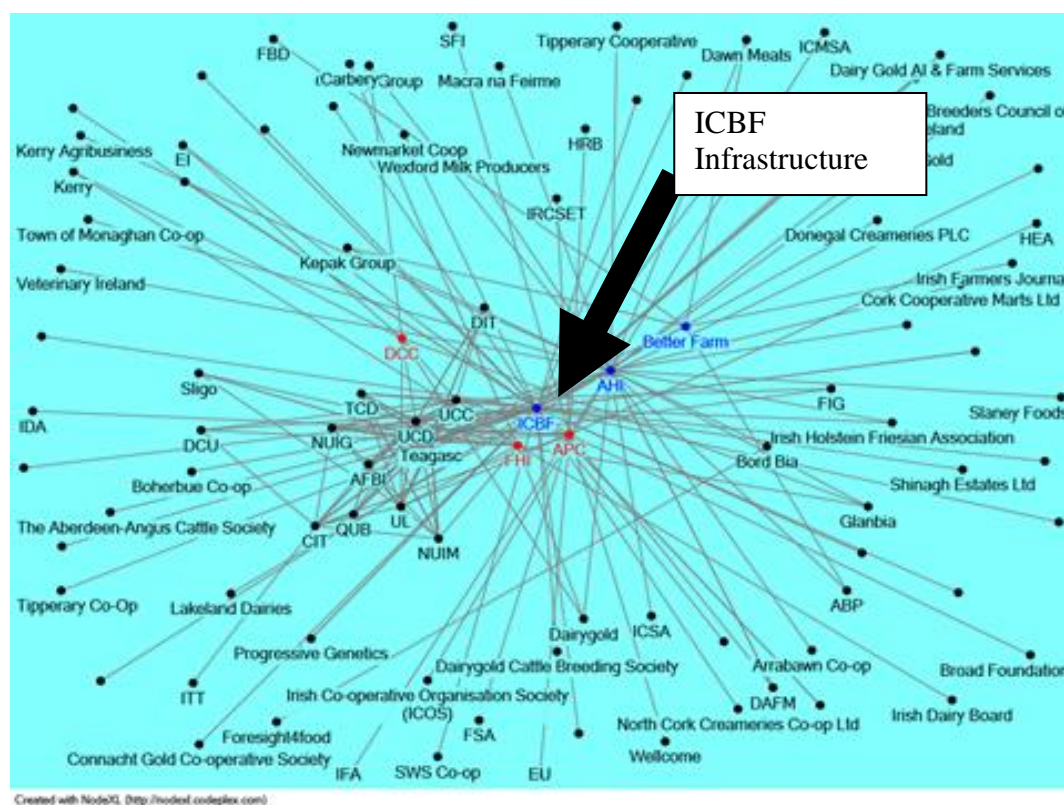 SFI
Tipperary Cooperative
FBD
Dawn Meats
ICMSA
Group
Macra na Feirme
Dairy Gold AI & Farm Services
Breeders Council
ICBF
Infrastructure
Kerry Agribusiness
EI
Newmarket Coop
HRB
Wexford Milk Producers
Kerry
IRCSET
Town of Monaghan Co-op
Donegal Creameries PLC
HEA
Kepak Group
Veterinary Ireland
Irish Farmers Journa
Cork Cooperative Marts Ltd
DIT
Better Farm
DCC
AHI
Sligo
TCD
UCC
FIG
Slaney Foods
IDA
ICBF
DCU
NUIG
UCD
Irish Holstein Friesian Association
Teagasc
FHI
APC
Bord Bia
Boherbue Co-op
AFBI
Shinagh Estates Ltd
The Aberdeen-Angus Cattle Society
UL
Glanbia
CIT
QUB
NUIM
Tipperary Co-Op
Lakeland Dairies
ABP
Dairygold
ICSA
Progressive Genetics
Dairygold Cattle Breeding Society
Arrabawn Co-op
Broad Foundation
ITT
Irish Co-operative Organisation Society
(ICOS)
DAFM
Irish Dairy Board
Foresight4food
FSA
North Cork Creameries Co-op Ltd
Connacht Gold Co-operative Society
Wellcome
IFA
SWS Co-op
EU
Created with NodeXL (http://nodexl.codeplex.com)